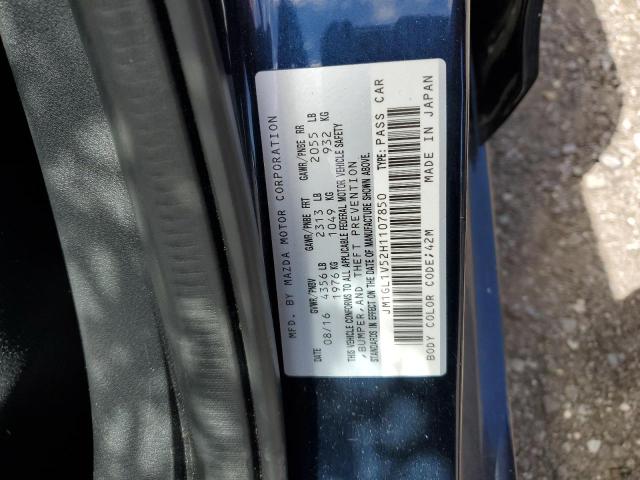 MFD. BY MAZDA MOTOR CORPORATION
GVWR/PNBV GAWR/PNBE FRT GAWR/PNBE RR
DATE 08/16 4356 LB 2313 LB 2055 LB
1976 KG 1049 KG 932 KG
THIS VEHICLE CONFORMS TO ALL APPLICABLE FEDERAL MOTOR VEHICLE SAFETY
,BUMPER,AND THEFT PREVENTION
STANDARDS IN EFFECT ON THE DATE OF MANUFACTURE SHOWN ABOVE.
JM1GL1V52H1107850 TYPE: PASS CAR
BODY COLOR CODE;42M MADE IN JAPAN